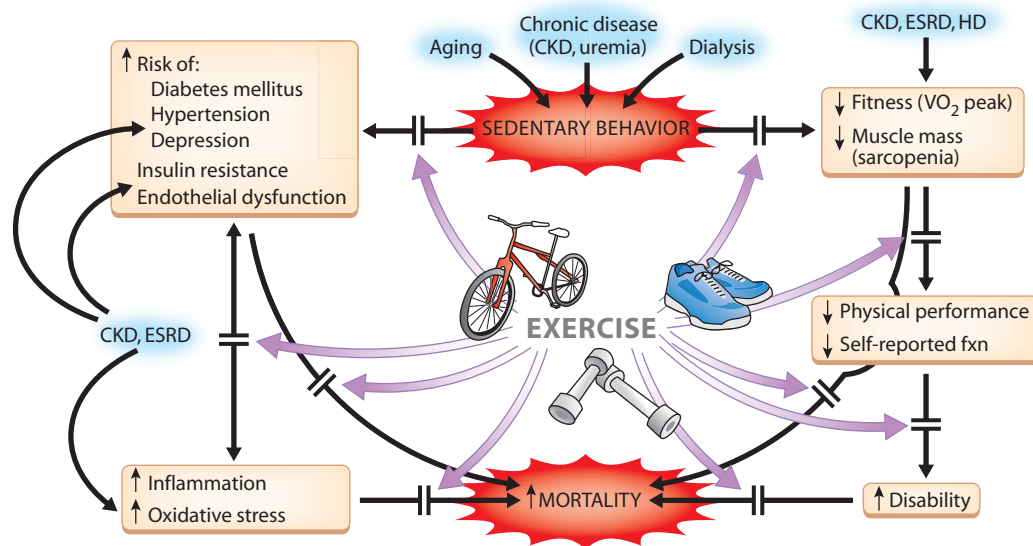 Aging
Chronic disease
(CKD, uremia)
Dialysis
CKD, ESRD, HD
↑ Risk of:
Diabetes mellitus
Hypertension
Depression
Insulin resistance
Endothelial dysfunction
SEDENTARY BEHAVIOR
↓ Fitness (VO₂ peak)
↓ Muscle mass
(sarcopenia)
CKD, ESRD
EXERCISE
↓ Physical performance
↓ Self-reported fxn
↑ Inflammation
↑ Oxidative stress
↑ MORTALITY
↑ Disability